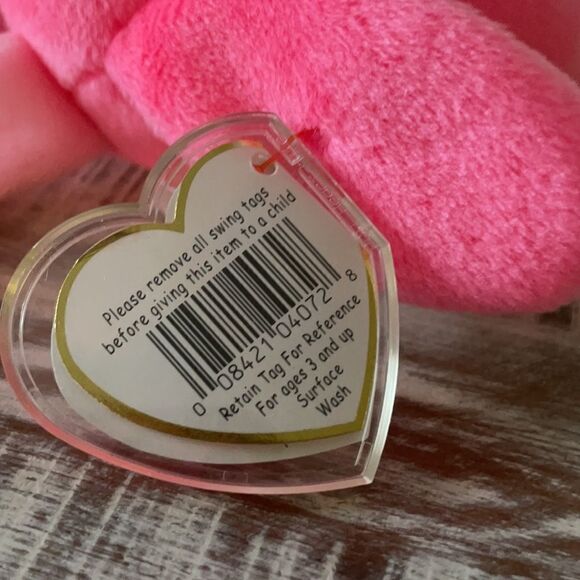 Please remove all swing tags
before giving this item to a child
0 08421 04072 8
Retain Tag For Reference
For ages 3 and up
Surface
Wash